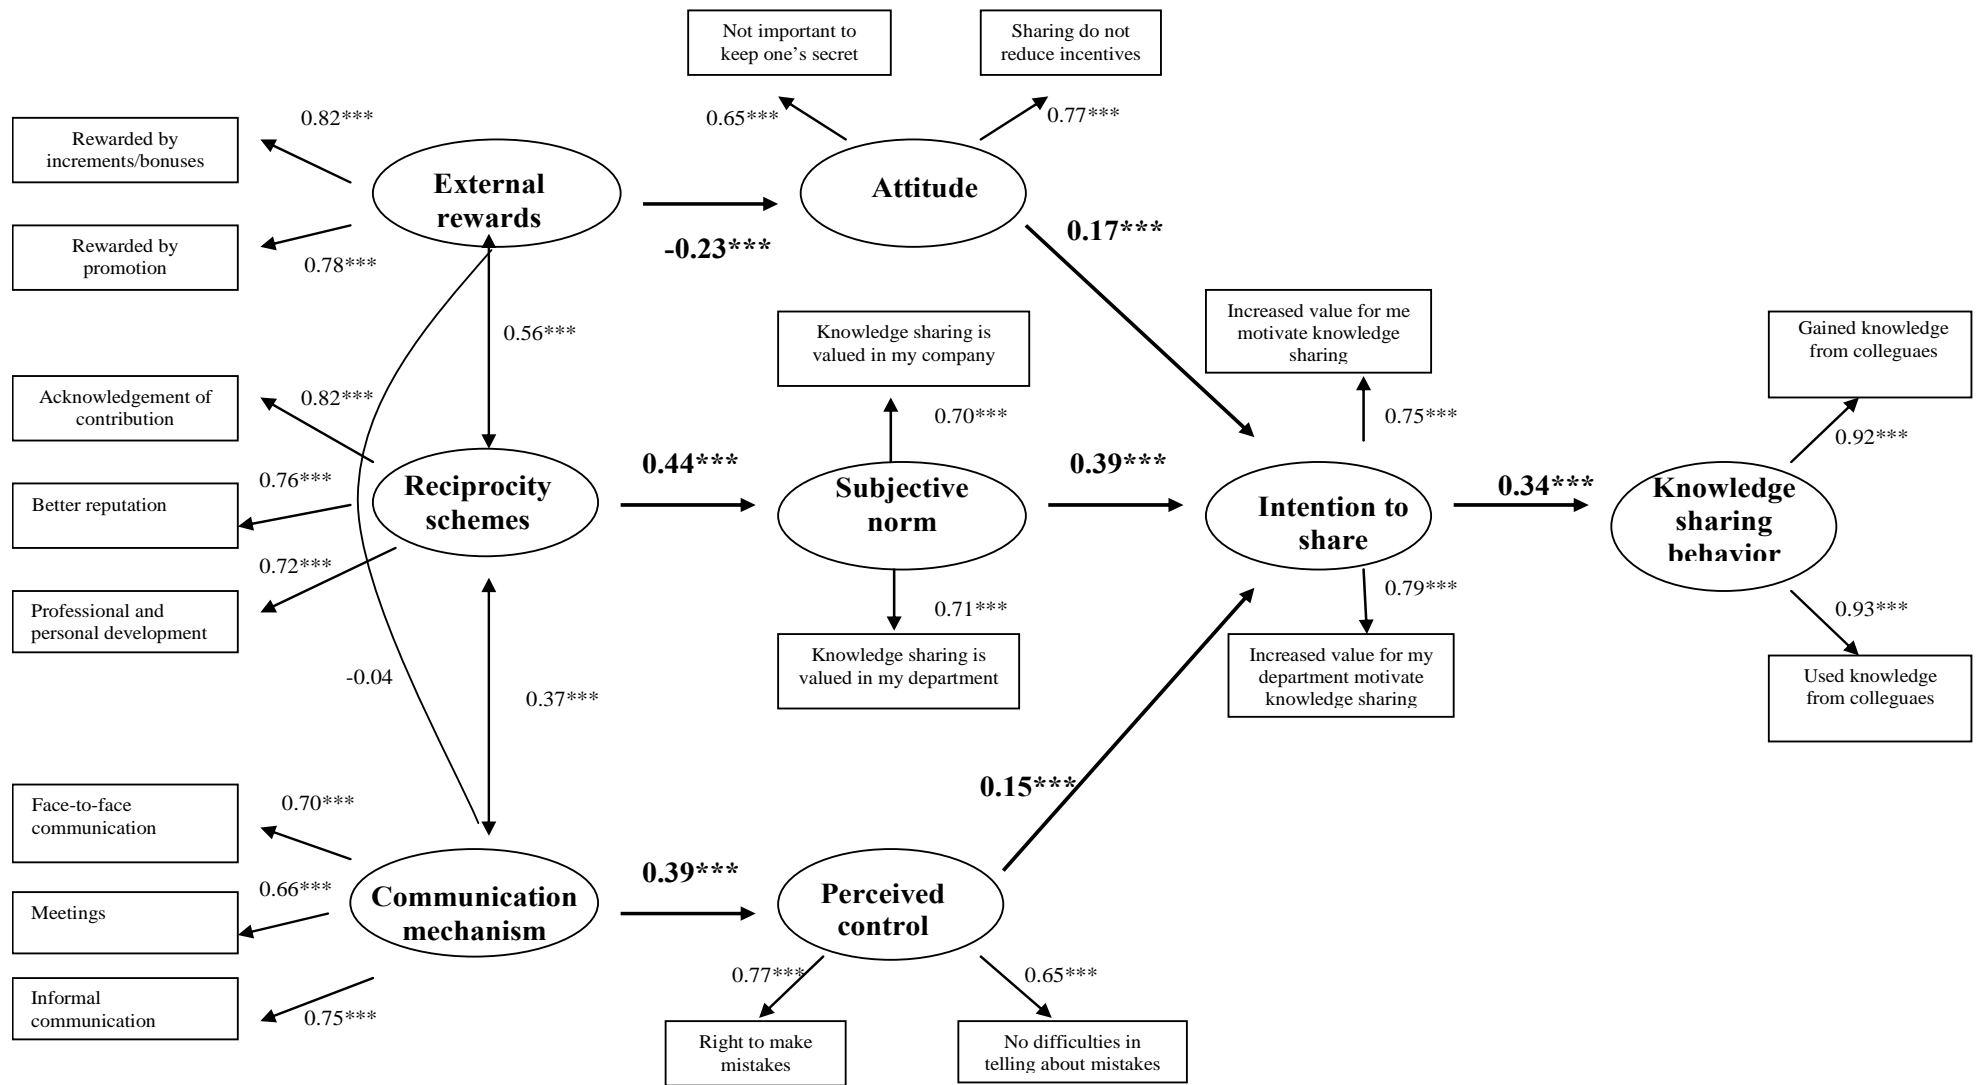 Not important to
keep one's secret
Sharing do not
reduce incentives
0.65***
0.77***
0.82***
Rewarded by
increments/bonuses
Rewarded by
promotion
0.78***
External
rewards
-0.23***
Attitude
0.17***
0.56***
Knowledge sharing is
valued in my company
Increased value for me
motivate knowledge
sharing
Gained knowledge
from colleguaes
Acknowledgement of
contribution
0.82***
0.70***
0.75***
0.92***
0.76***
Better reputation
Reciprocity
schemes
0.44***
Subjective
norm
0.39***
Intention to
share
0.34***
Knowledge
sharing
behavior
0.72***
Professional and
personal development
0.71***
0.79***
0.93***
-0.04
0.37***
Knowledge sharing is
valued in my department
Increased value for my
department motivate
knowledge sharing
Used knowledge
from colleguaes
0.15***
Face-to-face
communication
0.70***
0.66***
Meetings
Communication
mechanism
0.39***
Perceived
control
Informal
communication
0.75***
0.77***
0.65***
Right to make
mistakes
No difficulties in
telling about mistakes